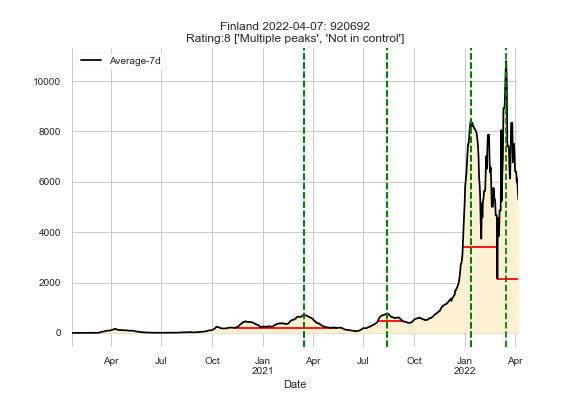 Finland 2022-04-07: 920692
Rating:8 ['Multiple peaks', 'Not in control']
Average-7d
10000
8000
6000
4000
2000
0
Apr
Jul
Oct
Jan
2021
Apr
Jul
Oct
Jan
2022
Apr
Date